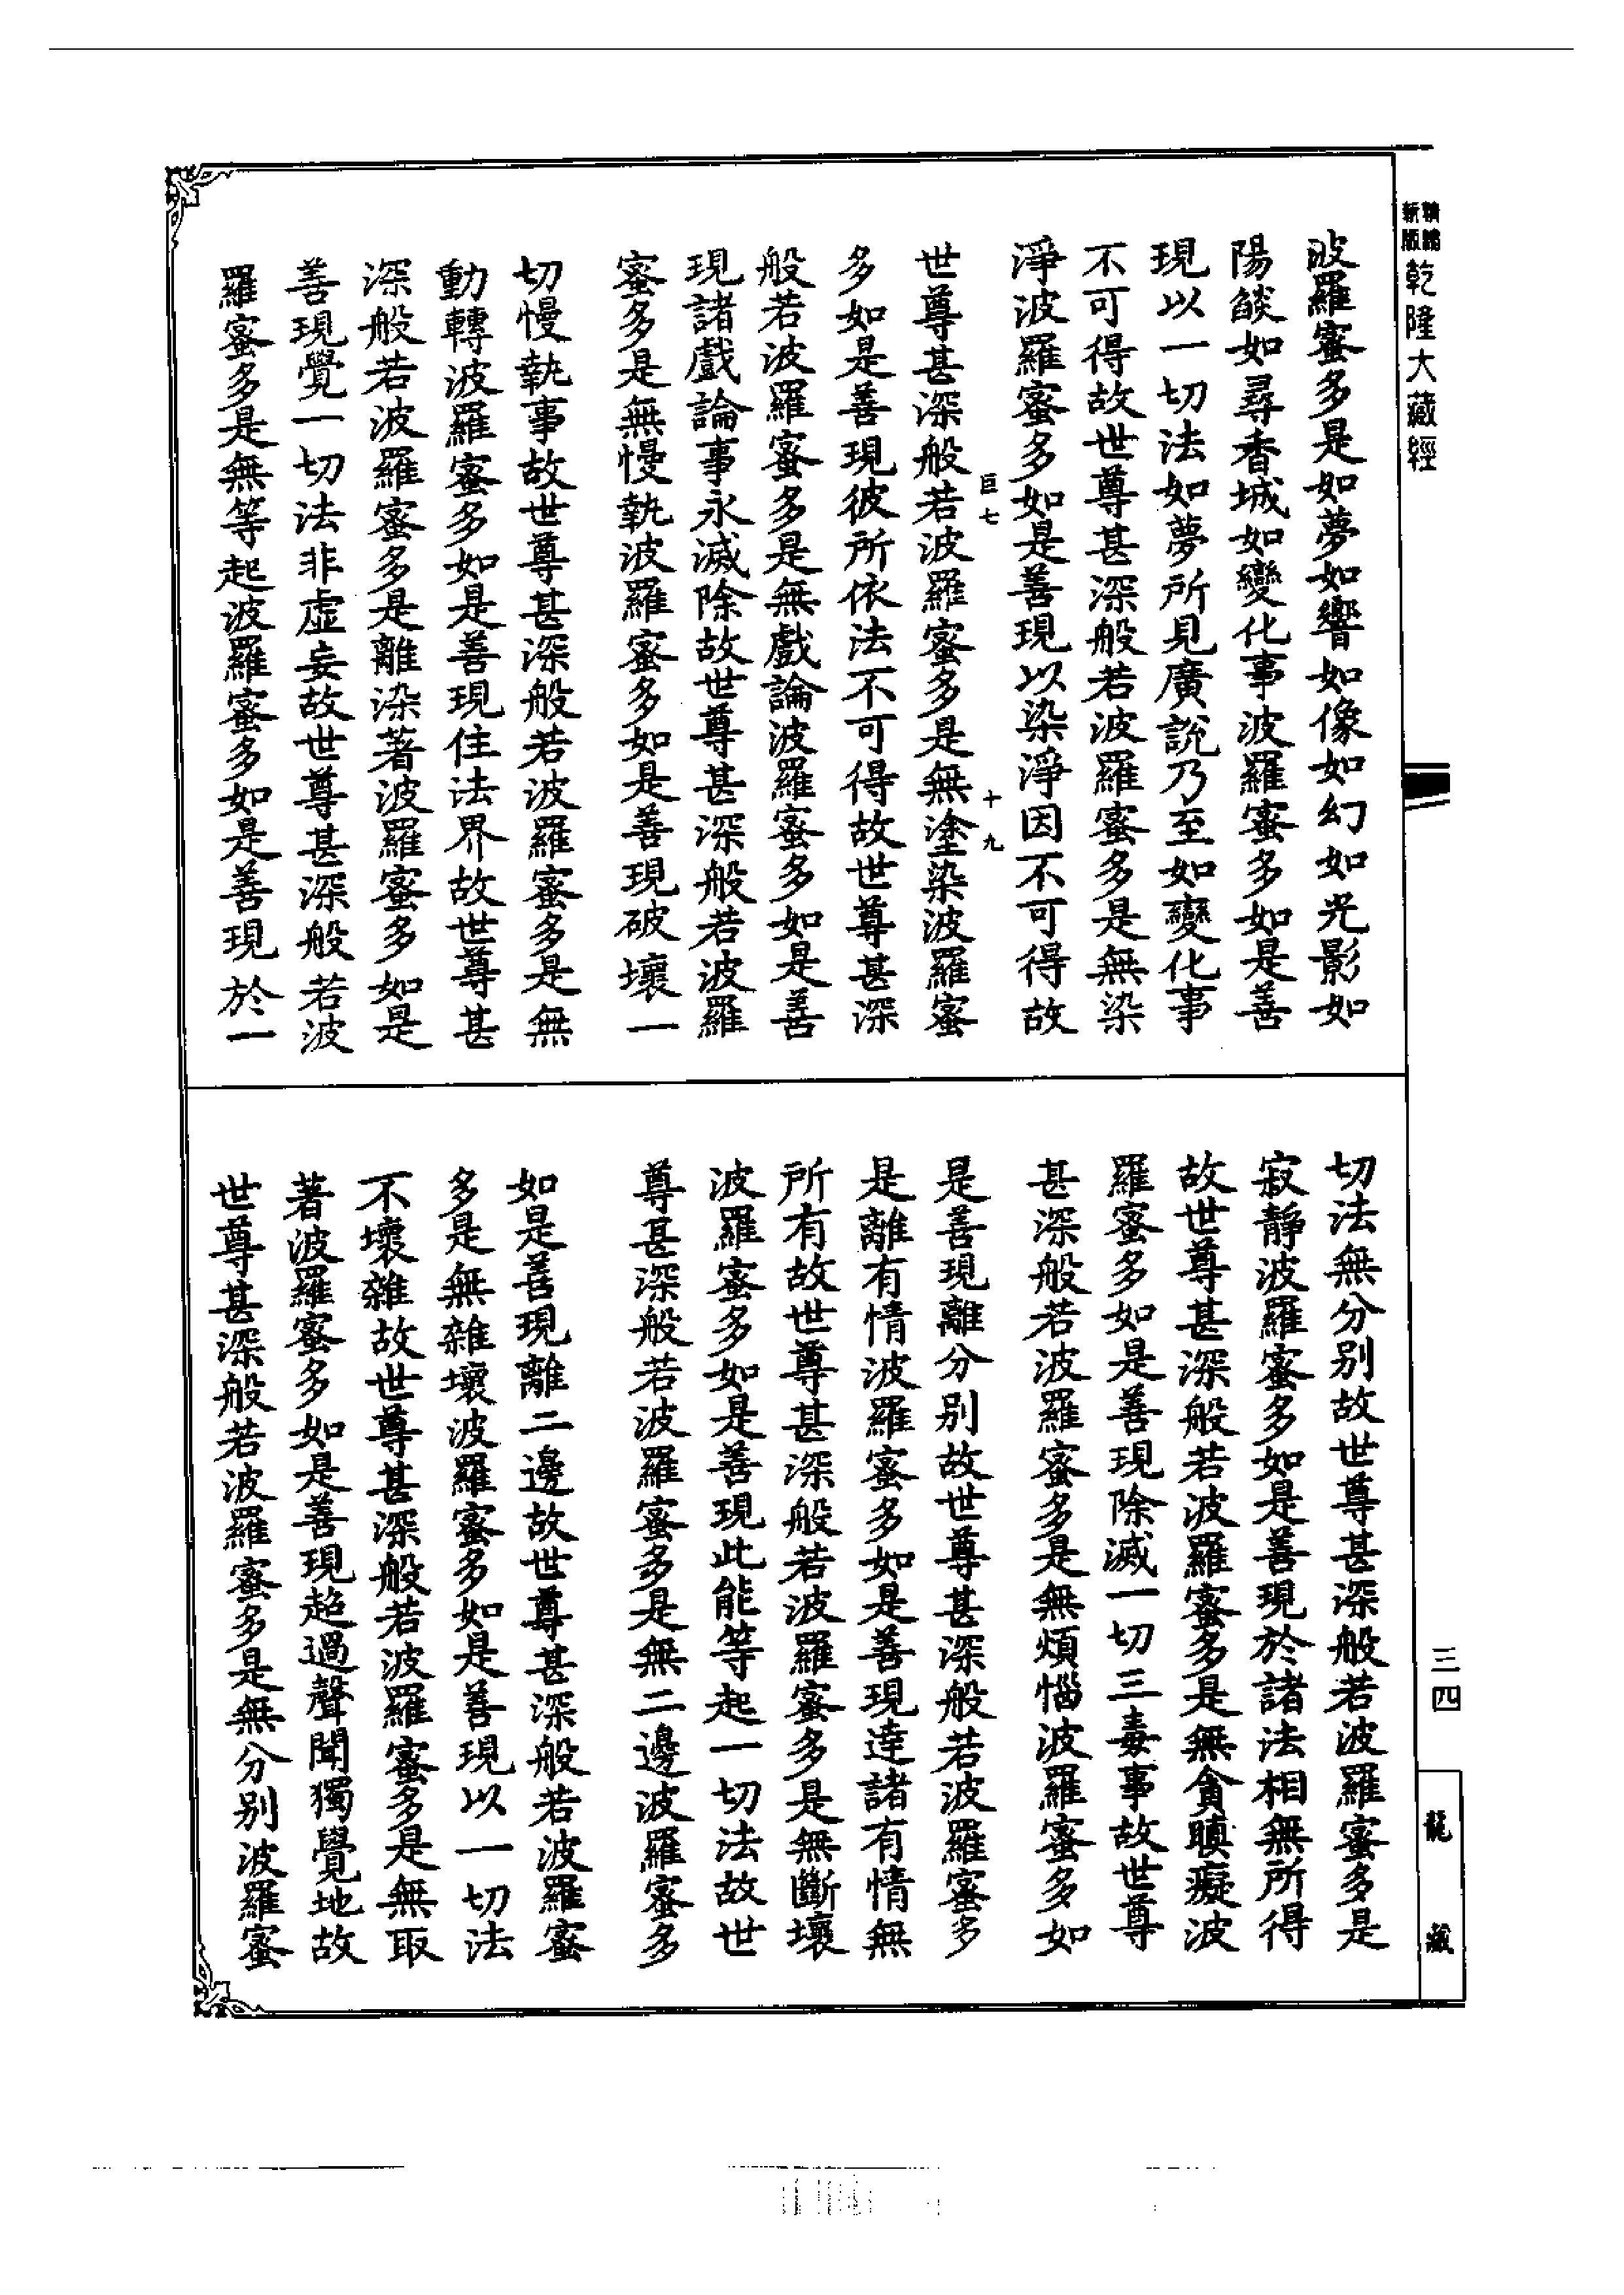 新編
新版
乾隆大藏經
波羅蜜多是如夢如響如像如幻如光影如
陽餤如尋香城如變化事波羅蜜多如是善
現以一切法如夢所見廣說乃至如變化事
不可得故世尊甚深般若波羅蜜多是無染
淨波羅蜜多如是善現以染淨因不可得故
巨七
十九
世尊甚深般若波羅蜜多是無塗染波羅蜜
多如是善現彼所依法不可得故世尊甚深
般若波羅蜜多是無戲論波羅蜜多如是善
現諸戲論事永滅除故世尊甚深般若波羅
蜜多是無慢執波羅蜜多如是善現破壞一
切慢執事故世尊甚深般若波羅蜜多是無
動轉波羅蜜多如是善現住法界故世尊甚
深般若波羅蜜多是離染著波羅蜜多如是
善現覺一切法非虛妄故世尊甚深般若波
羅蜜多是無等起波羅蜜多如是善現於一
切法無分別故世尊甚深般若波羅蜜多是
寂靜波羅蜜多如是善現於諸法相無所得
故世尊甚深般若波羅蜜多是無貪瞋癡波
羅蜜多如是善現除滅一切三毒事故世尊
甚深般若波羅蜜多是無煩惱波羅蜜多如
是善現離分別故世尊甚深般若波羅蜜多
是離有情波羅蜜多如是善現達諸有情無
所有故世尊甚深般若波羅蜜多是無斷壞
波羅蜜多如是善現此能等起一切法故世
尊甚深般若波羅蜜多是無二邊波羅蜜多
如是善現離二邊故世尊甚深般若波羅蜜
多是無雜壞波羅蜜多如是善現以一切法
不壞雜故世尊甚深般若波羅蜜多是無取
著波羅蜜多如是善現超過聲聞獨覺地故
世尊甚深般若波羅蜜多是無分別波羅蜜
三四
龍藏